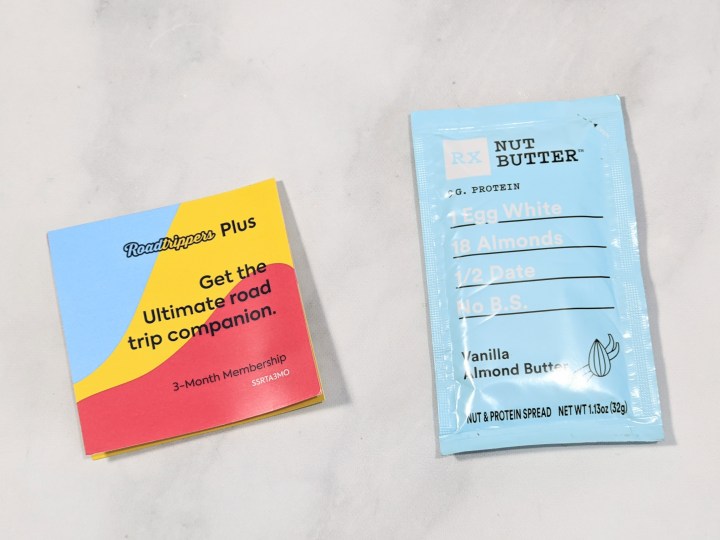 Roadtrippers Plus
Get the
Ultimate road
trip companion.
3-Month Membership
SSRTA3MO
RX
NUT
BUTTER™
G. PROTEIN
1 Egg White
18 Almonds
1/2 Date
No B.S.
Vanilla
Almond Butter
NUT & PROTEIN SPREAD NET WT 1.13oz (32g)